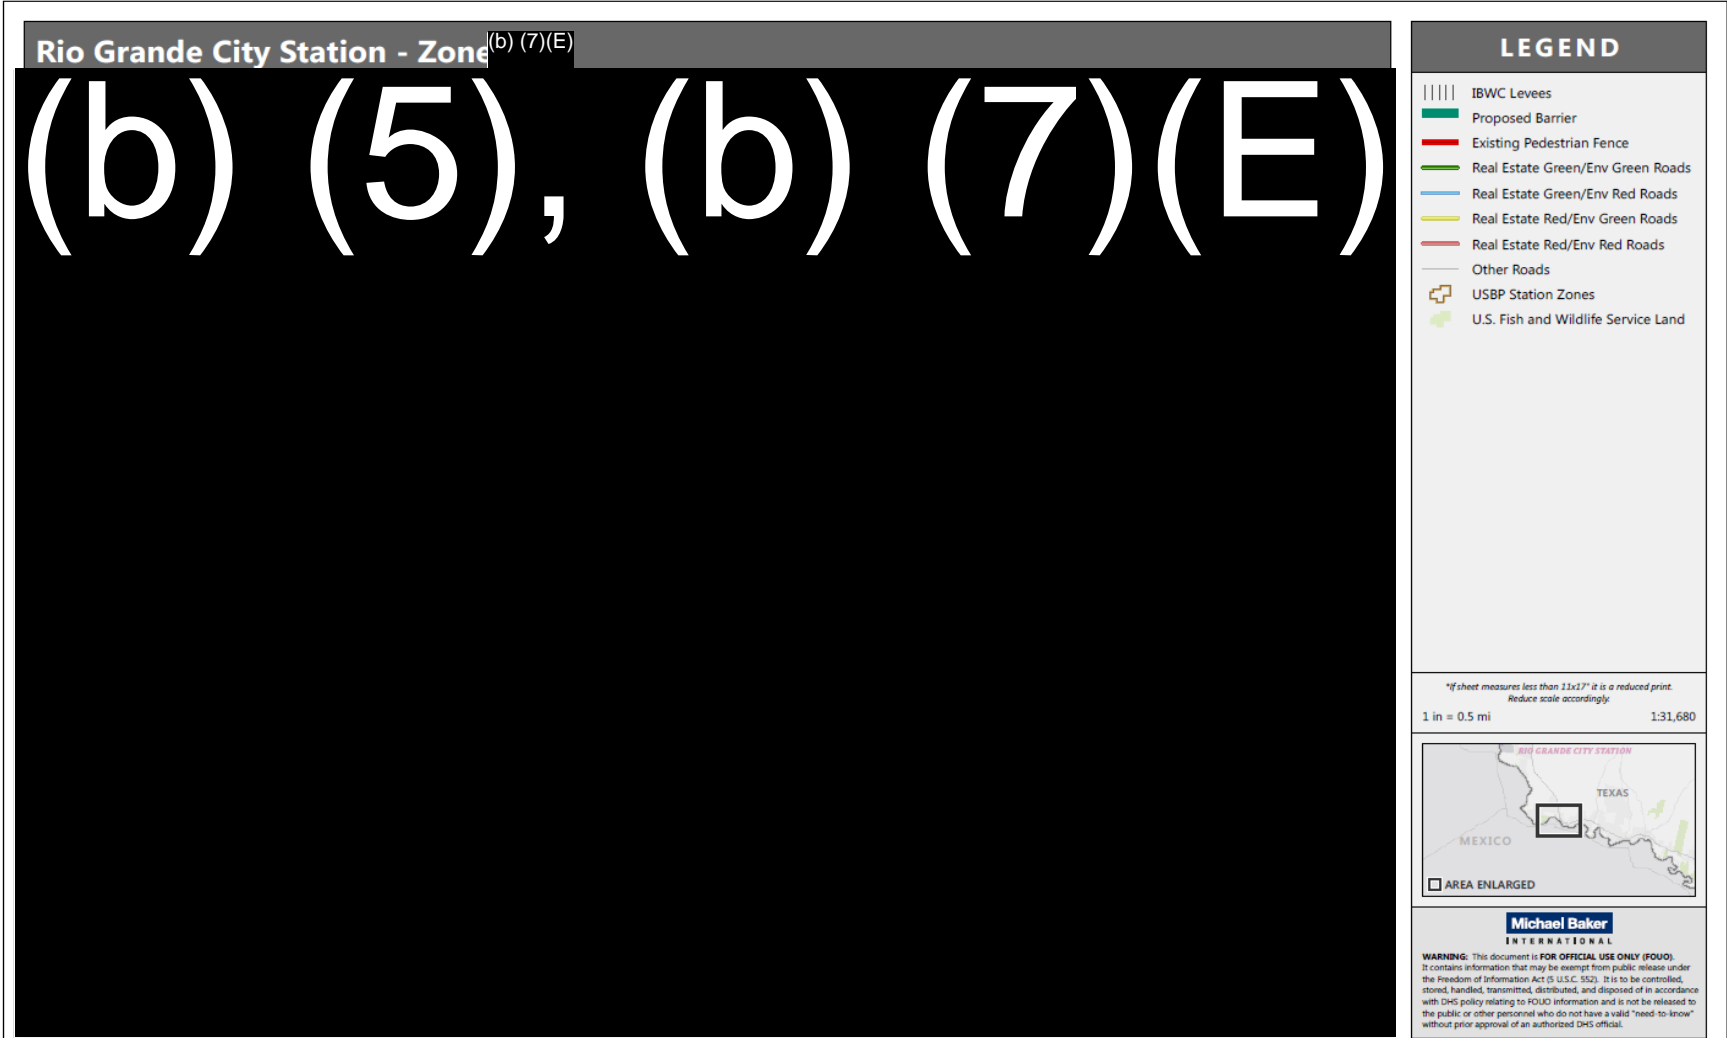 Rio Grande City Station - Zone (b) (7)(E)
(b) (5), (b) (7)(E)
LEGEND
IBWC Levees
Proposed Barrier
Existing Pedestrian Fence
Real Estate Green/Env Green Roads
Real Estate Green/Env Red Roads
Real Estate Red/Env Green Roads
Real Estate Red/Env Red Roads
Other Roads
USBP Station Zones
U.S. Fish and Wildlife Service Land
*If sheet measures less than 11x17" it is a reduced print.
Reduce scale accordingly.
1 in = 0.5 mi 1:31,680
RIO GRANDE CITY STATION
TEXAS
MEXICO
AREA ENLARGED
Michael Baker
INTERNATIONAL
WARNING: This document is FOR OFFICIAL USE ONLY (FOUO).
It contains information that may be exempt from public release under
the Freedom of Information Act (5 U.S.C. 552). It is to be controlled,
stored, handled, transmitted, distributed, and disposed of in accordance
with DHS policy relating to FOUO information and is not be released to
the public or other personnel who do not have a valid "need-to-know"
without prior approval of an authorized DHS official.